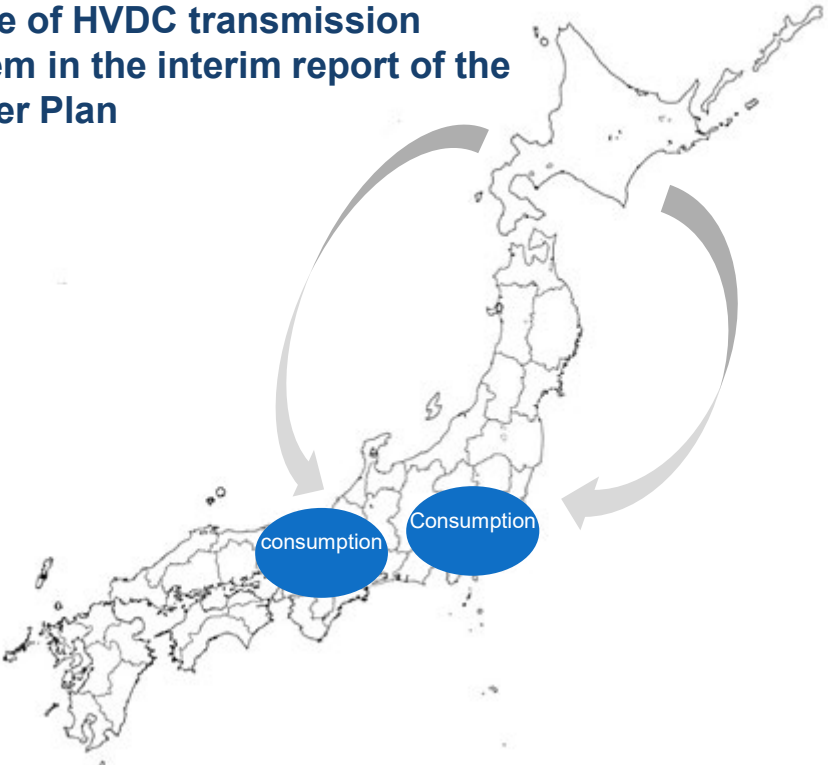 e of HVDC transmission
em in the interim report of the
er Plan
Consumption
consumption